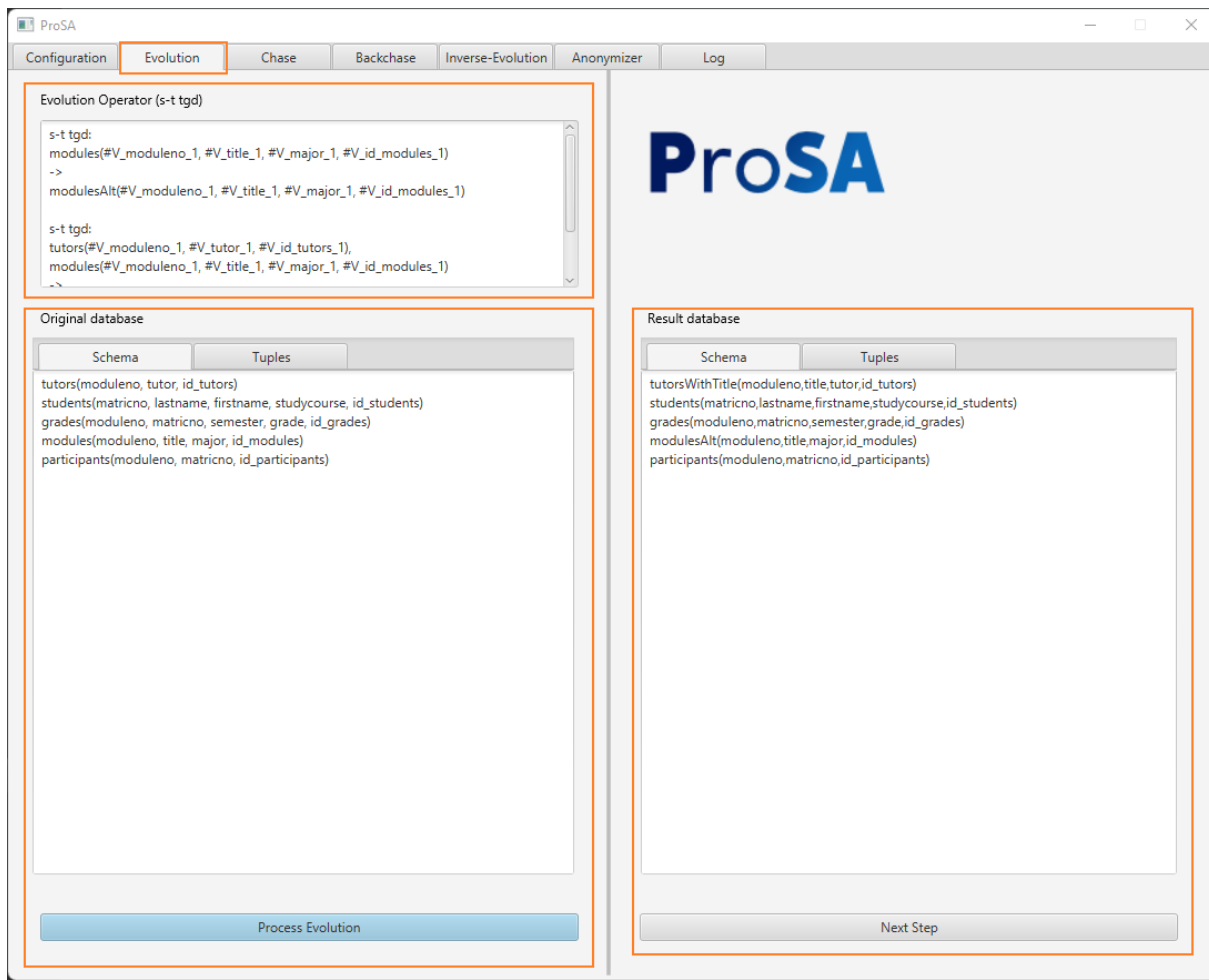 ProSA
Configuration Evolution Chase Backchase Inverse-Evolution Anonymizer Log
Evolution Operator (s-t tgd)
s-t tgd:
modules(#V_moduleno_1, #V_title_1, #V_major_1, #V_id_modules_1)
->
modulesAlt(#V_moduleno_1, #V_title_1, #V_major_1, #V_id_modules_1)
s-t tgd:
tutors(#V_moduleno_1, #V_tutor_1, #V_id_tutors_1),
modules(#V_moduleno_1, #V_title_1, #V_major_1, #V_id_modules_1)
->
ProSA
Original database
Schema Tuples
tutors(moduleno, tutor, id_tutors)
students(matricno, lastname, firstname, studycourse, id_students)
grades(moduleno, matricno, semester, grade, id_grades)
modules(moduleno, title, major, id_modules)
participants(moduleno, matricno, id_participants)
Process Evolution
Result database
Schema Tuples
tutorsWithTitle(moduleno,title,tutor,id_tutors)
students(matricno,lastname,firstname,studycourse,id_students)
grades(moduleno,matricno,semester,grade,id_grades)
modulesAlt(moduleno,title,major,id_modules)
participants(moduleno,matricno,id_participants)
Next Step